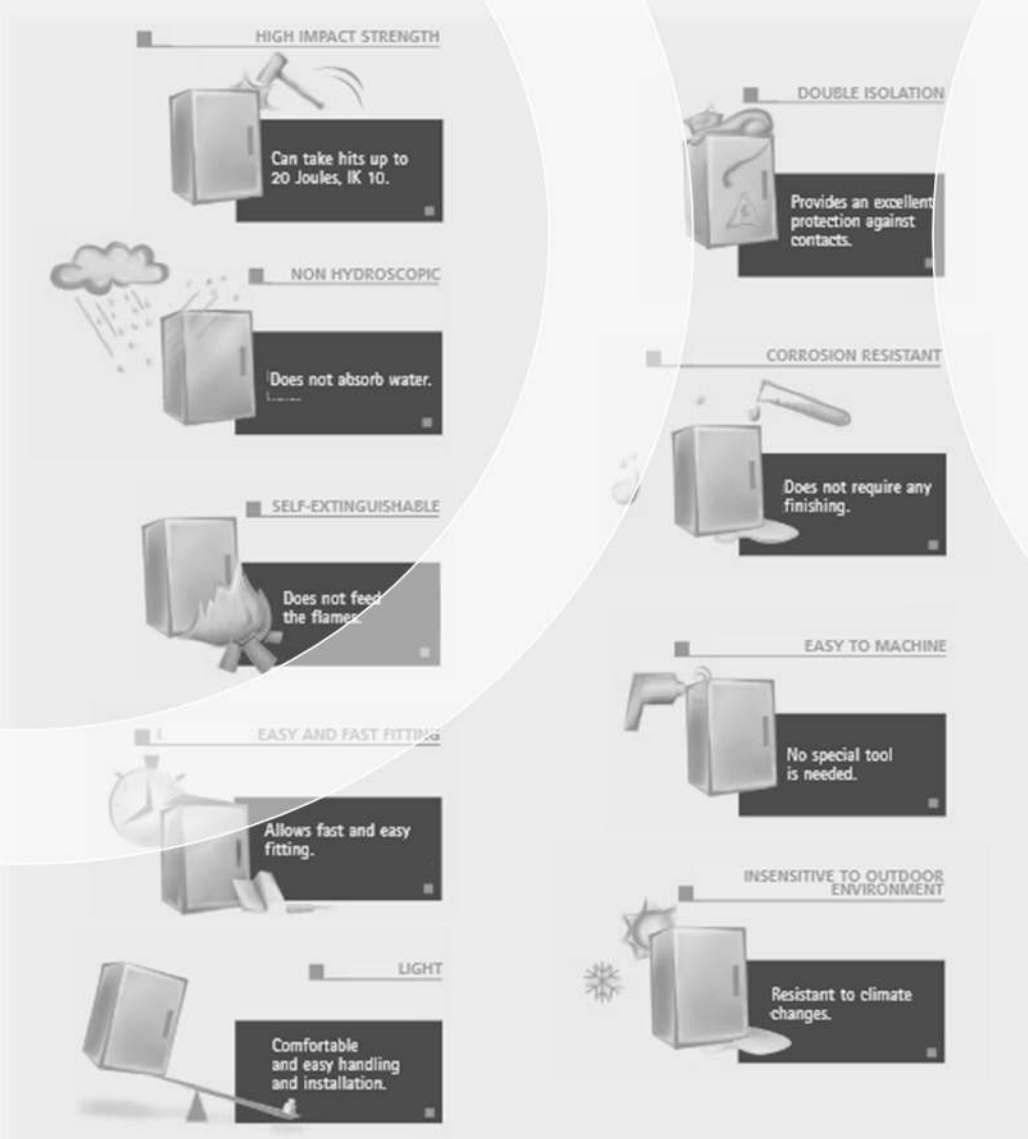 HIGH IMPACT STRENGTH
Can take hits up to
20 Joules, IK 10.
NON HYDROSCOPIC
Does not absorb water.
SELF-EXTINGUISHABLE
Does not feed
the flames.
EASY AND FAST FITTING
Allows fast and easy
fitting.
LIGHT
Comfortable
and easy handling
and installation.
DOUBLE ISOLATION
Provides an excellent
protection against
contacts.
CORROSION RESISTANT
Does not require any
finishing.
EASY TO MACHINE
No special tool
is needed.
INSENSITIVE TO OUTDOOR
ENVIRONMENT
Resistant to climate
changes.